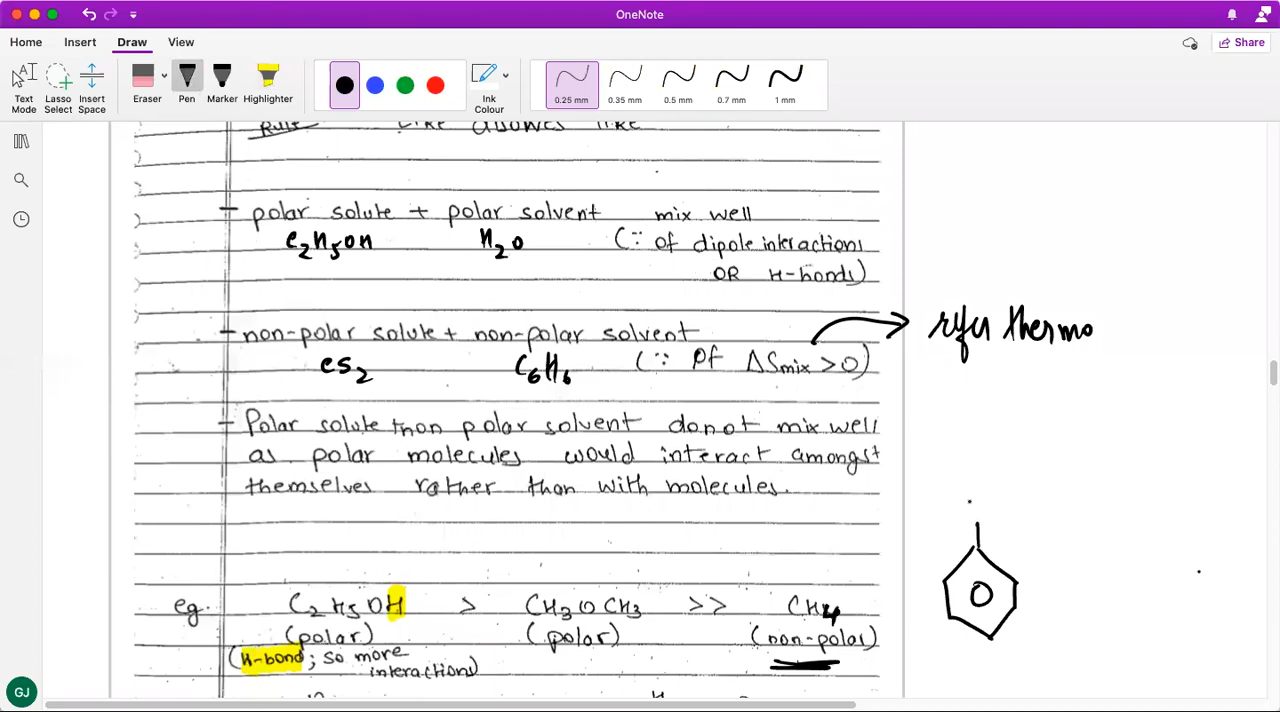 OneNote
Home Insert Draw View
Share
Text Mode
Lasso Select
Insert Space
Eraser
Pen
Marker
Highlighter
Ink Colour
0.25 mm
0.35 mm
0.5 mm
0.7 mm
1 mm
Rule Like dissolves like
- polar solute + polar solvent mix well
C2H5OH H2O (∵ of dipole interactions
OR H-bonds)
- non-polar solute + non-polar solvent
CS2 C6H6 (∵ of ΔSmix > 0)
refer thermo
- Polar solute + non polar solvent donot mix well
as polar molecules would interact amongst
themselves rather than with molecules.
eg. C2H5OH > CH3OCH3 >> CH4
(polar) (polar) (non-polar)
(H-bond; so more
interactions)
GJ